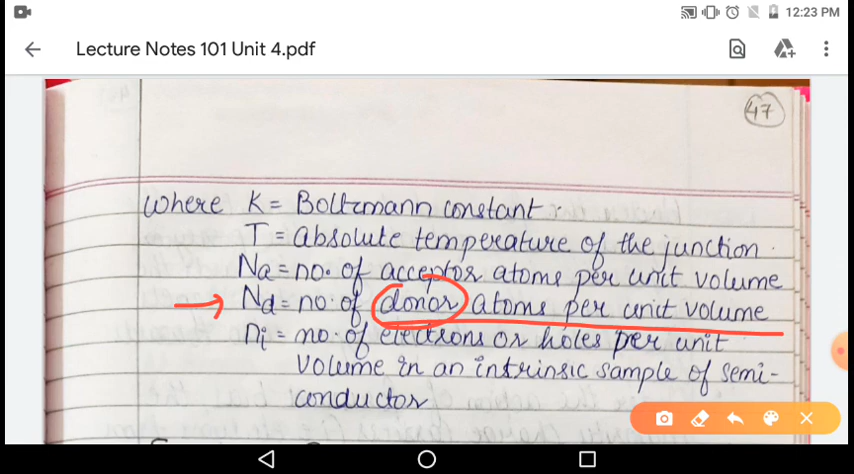 12:23 PM
Lecture Notes 101 Unit 4.pdf
47
Where K = Boltzmann constant.
T = absolute temperature of the junction.
Na = no. of acceptor atoms per unit volume
Nd = no. of donor atoms per unit volume
ni = no. of electrons or holes per unit
volume in an intrinsic sample of semi-
conductor